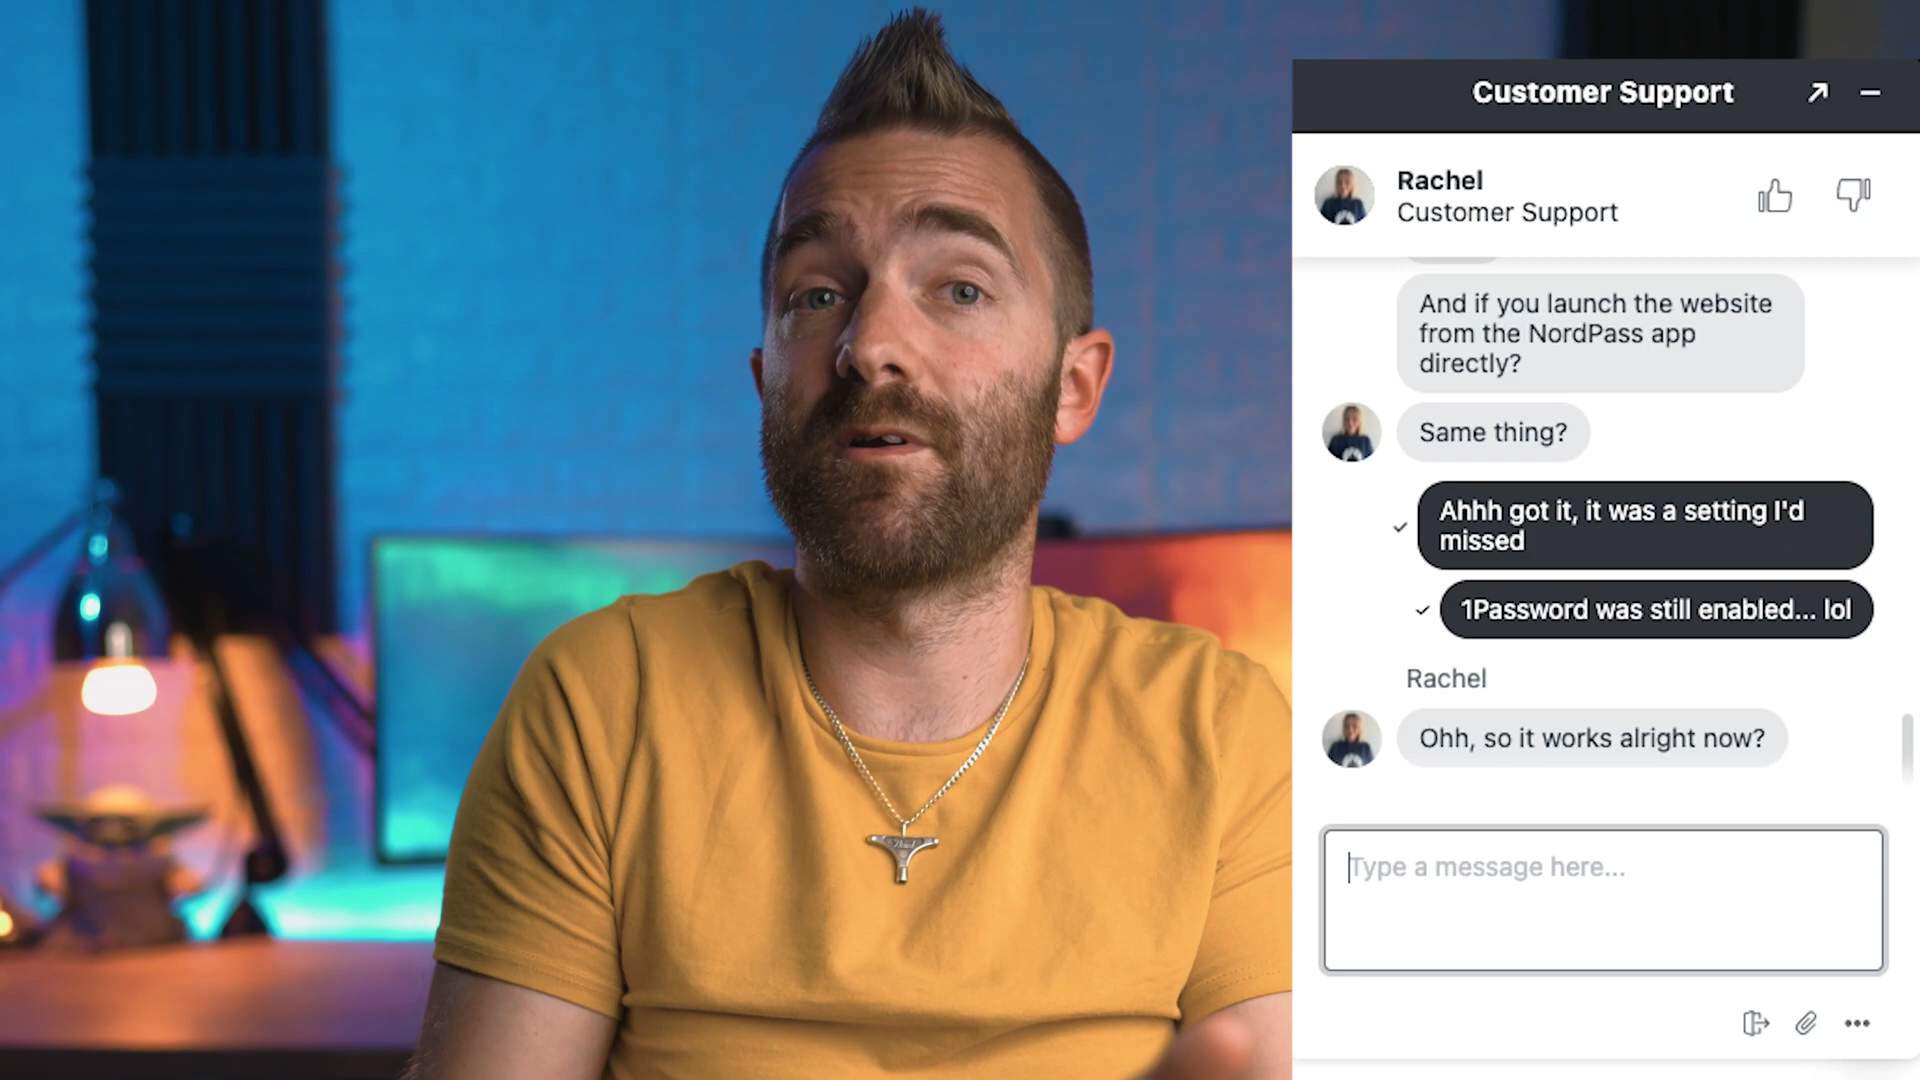 Customer Support
Rachel
Customer Support
And if you launch the website
from the NordPass app
directly?
Same thing?
Ahhh got it, it was a setting I'd
missed
1Password was still enabled... lol
Rachel
Ohh, so it works alright now?
Type a message here...